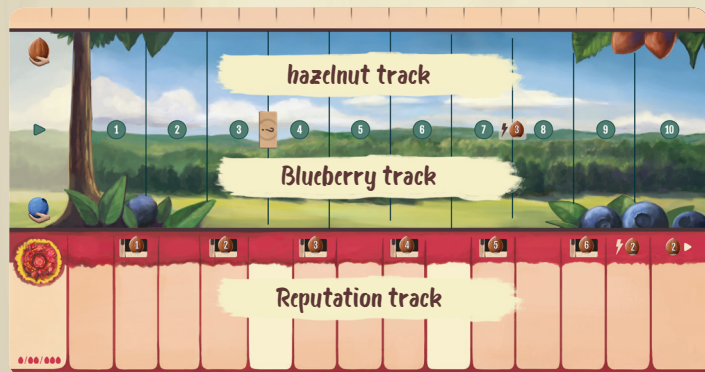 hazelnut track
1 2 3 ? 4 5 6 7 3 8 9 10
Blueberry track
1 2 3 4 5 6 2 2
Reputation track